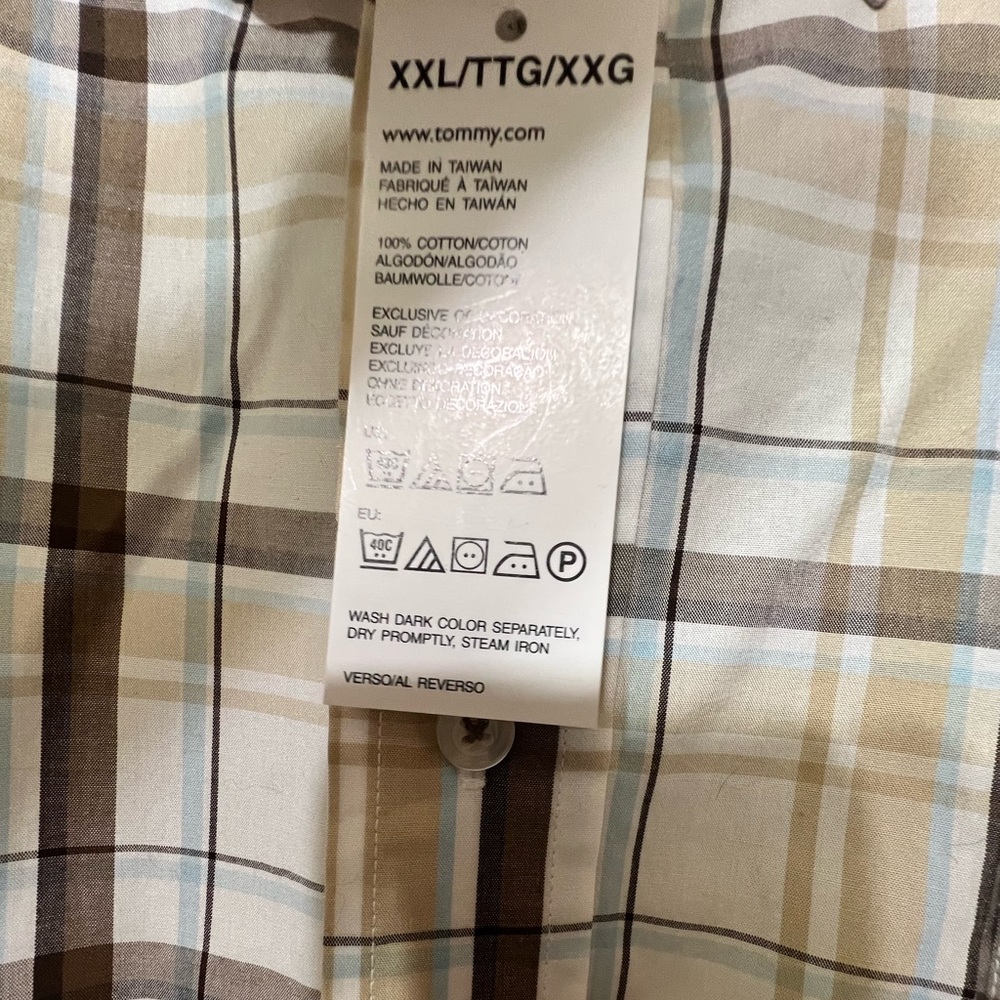 XXL/TTG/XXG
www.tommy.com
MADE IN TAIWAN
FABRIQUÉ À TAÏWAN
HECHO EN TAIWÁN
100% COTTON/COTON
ALGODÓN/ALGODÃO
BAUMWOLLE/COTONE
EXCLUSIVE OF DECORATION
SAUF DÉCORATION
EXCLUYE LA DECORACIÓN
EXCLUINDO DECORAÇÃO
OHNE DEKORATION
ECCETTO DECORAZIONE
EU:
40C
P
WASH DARK COLOR SEPARATELY,
DRY PROMPTLY, STEAM IRON
VERSO/AL REVERSO